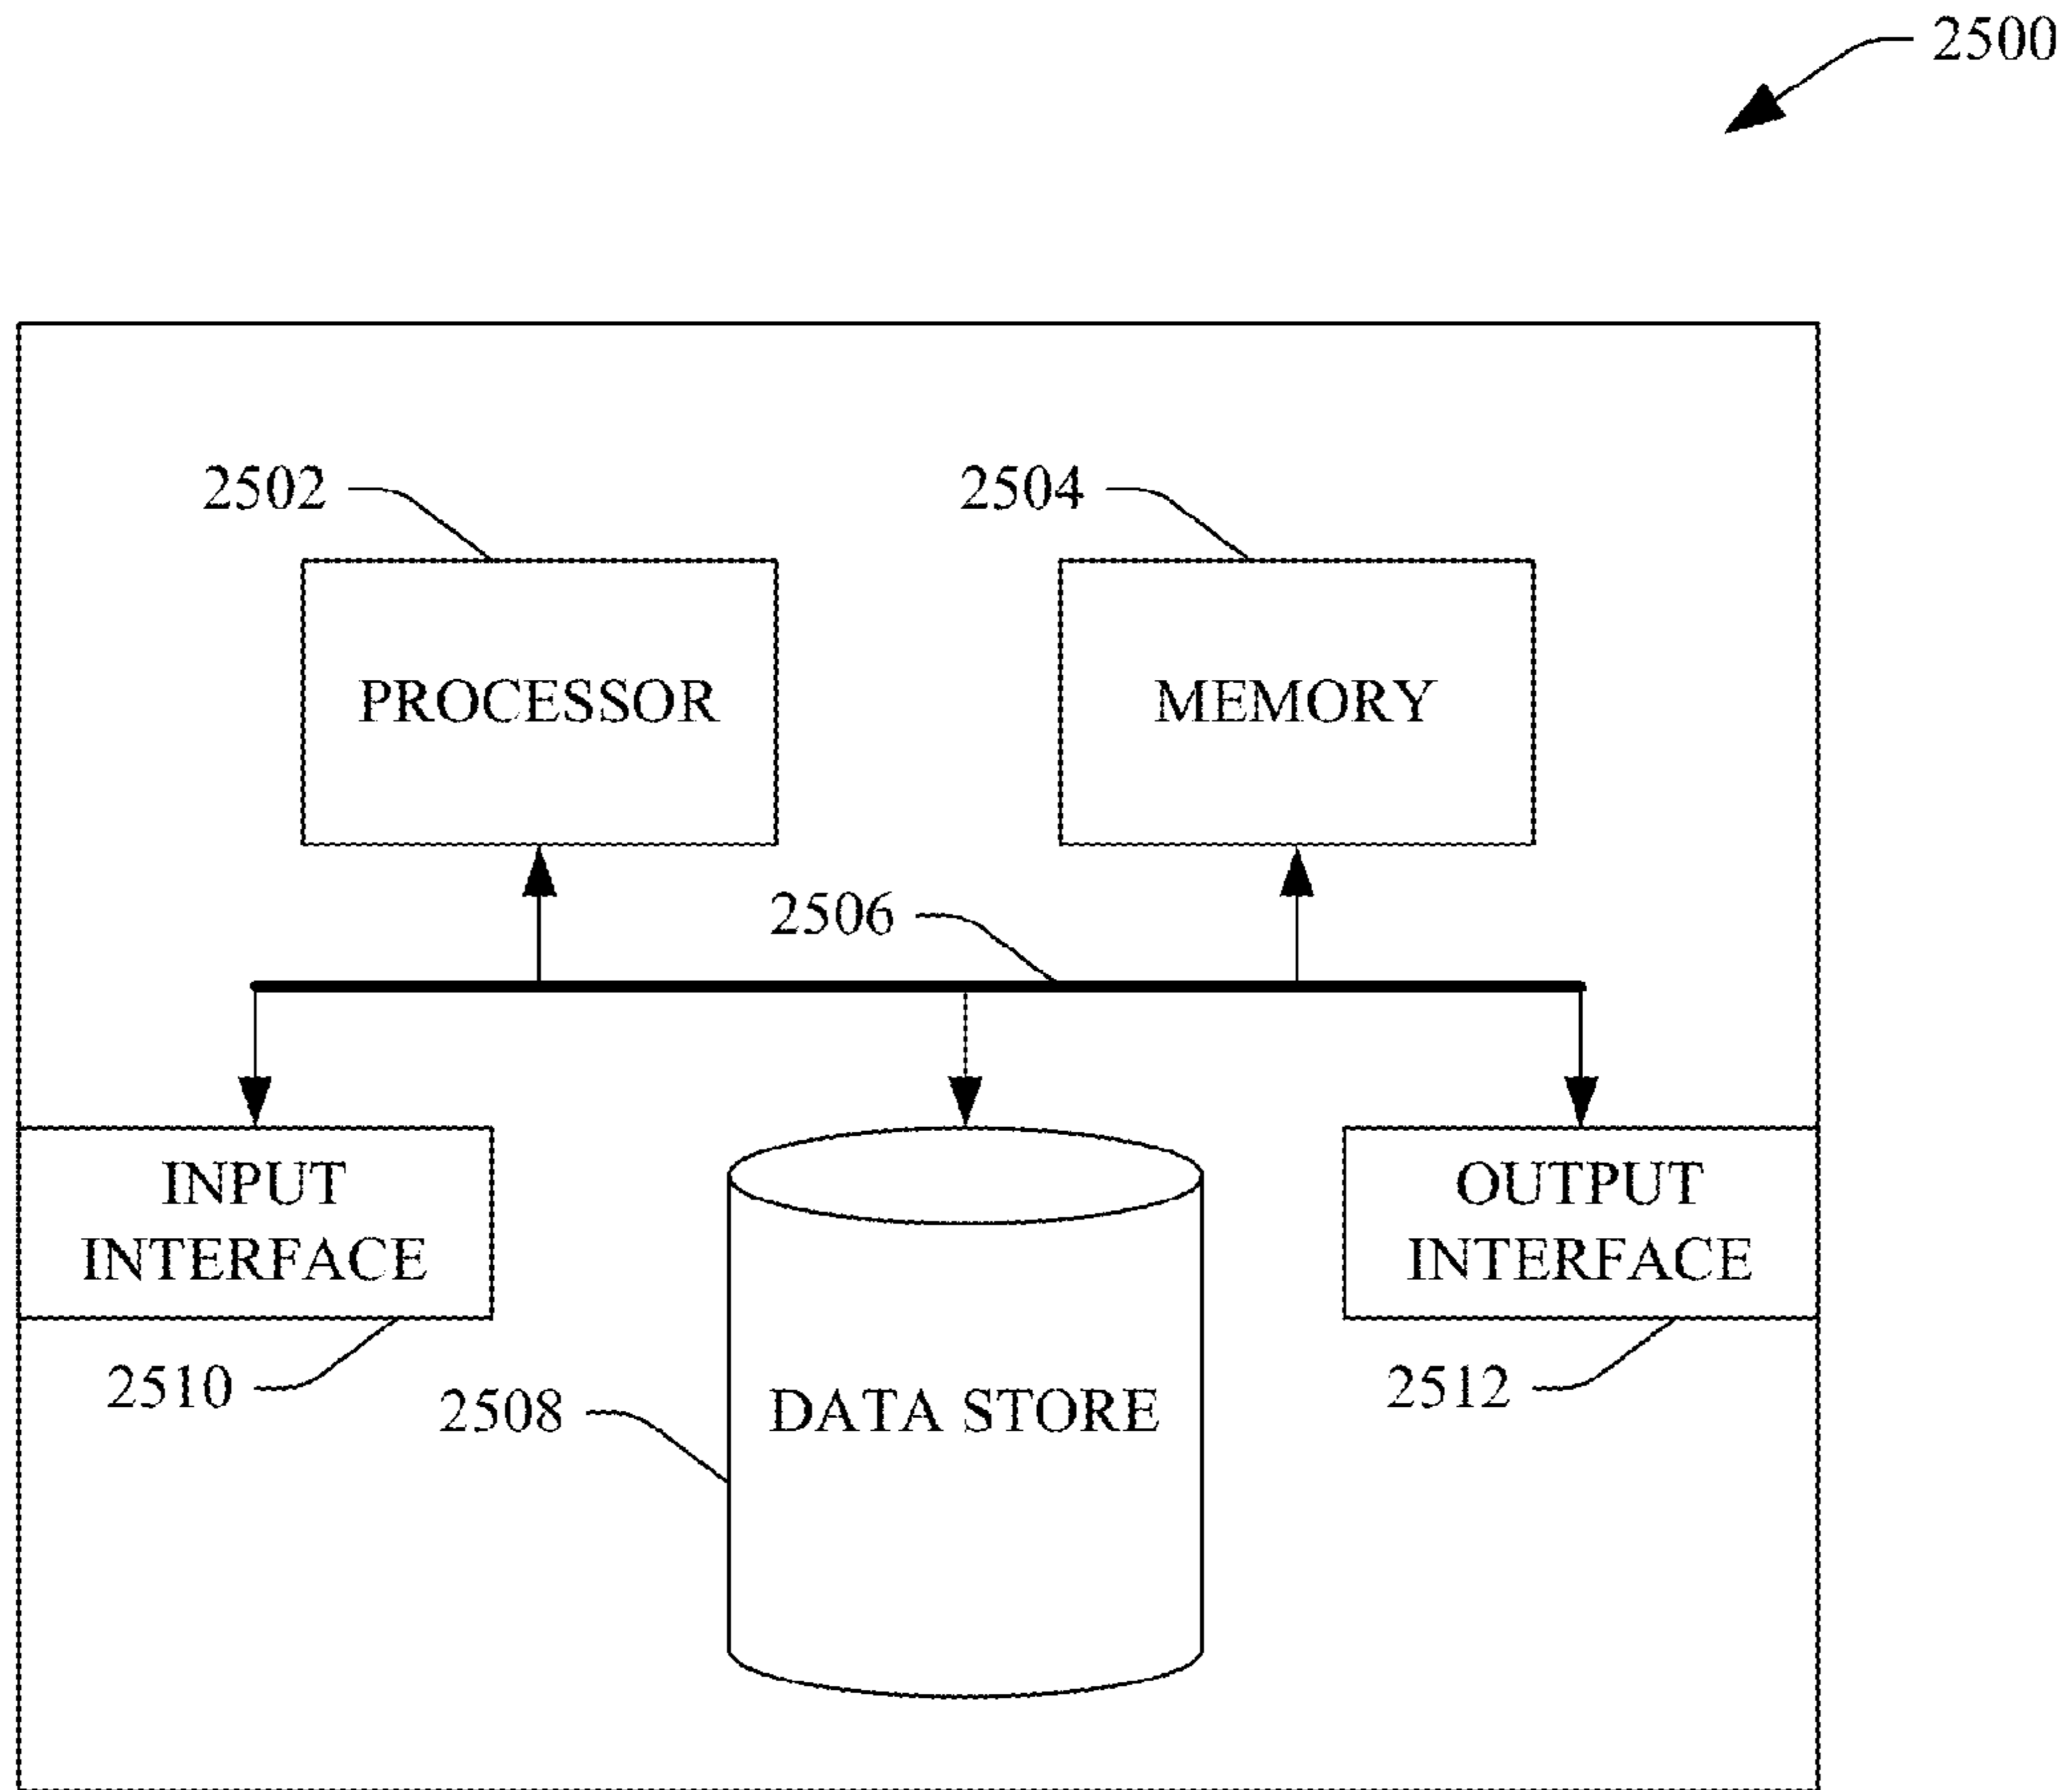 2500
2502
2504
PROCESSOR
MEMORY
2506
INPUT
INTERFACE
OUTPUT
INTERFACE
2510
2508
DATA STORE
2512